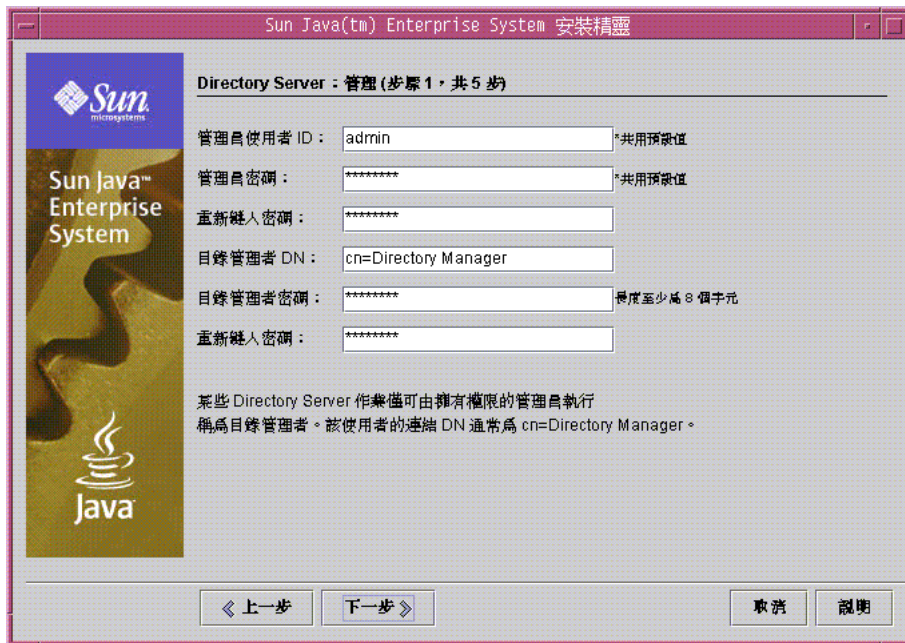 Sun Java(tm) Enterprise System 安裝精靈
Sun
microsystems
Sun Java™
Enterprise
System
Java
Directory Server：管理 (步驟 1，共 5 步)
管理員使用者 ID： admin *共用預設值
管理員密碼： ******** *共用預設值
重新鍵入密碼： ********
目錄管理者 DN： cn=Directory Manager
目錄管理者密碼： ******** 長度至少為 8 個字元
重新鍵入密碼： ********
某些 Directory Server 作業僅可由擁有權限的管理員執行
稱為目錄管理者。該使用者的連結 DN 通常為 cn=Directory Manager。
上一步 下一步 取消 說明